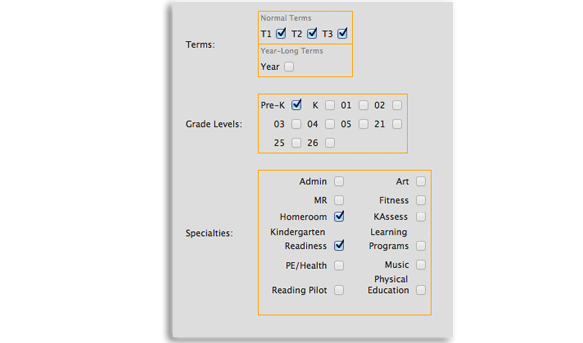 Terms:
Normal Terms
T1 T2 T3
Year-Long Terms
Year
Grade Levels:
Pre-K K 01 02
03 04 05 21
25 26
Specialties:
Admin Art
MR Fitness
Homeroom KAssess
Kindergarten Learning
Readiness Programs
PE/Health Music
Physical
Reading Pilot Education